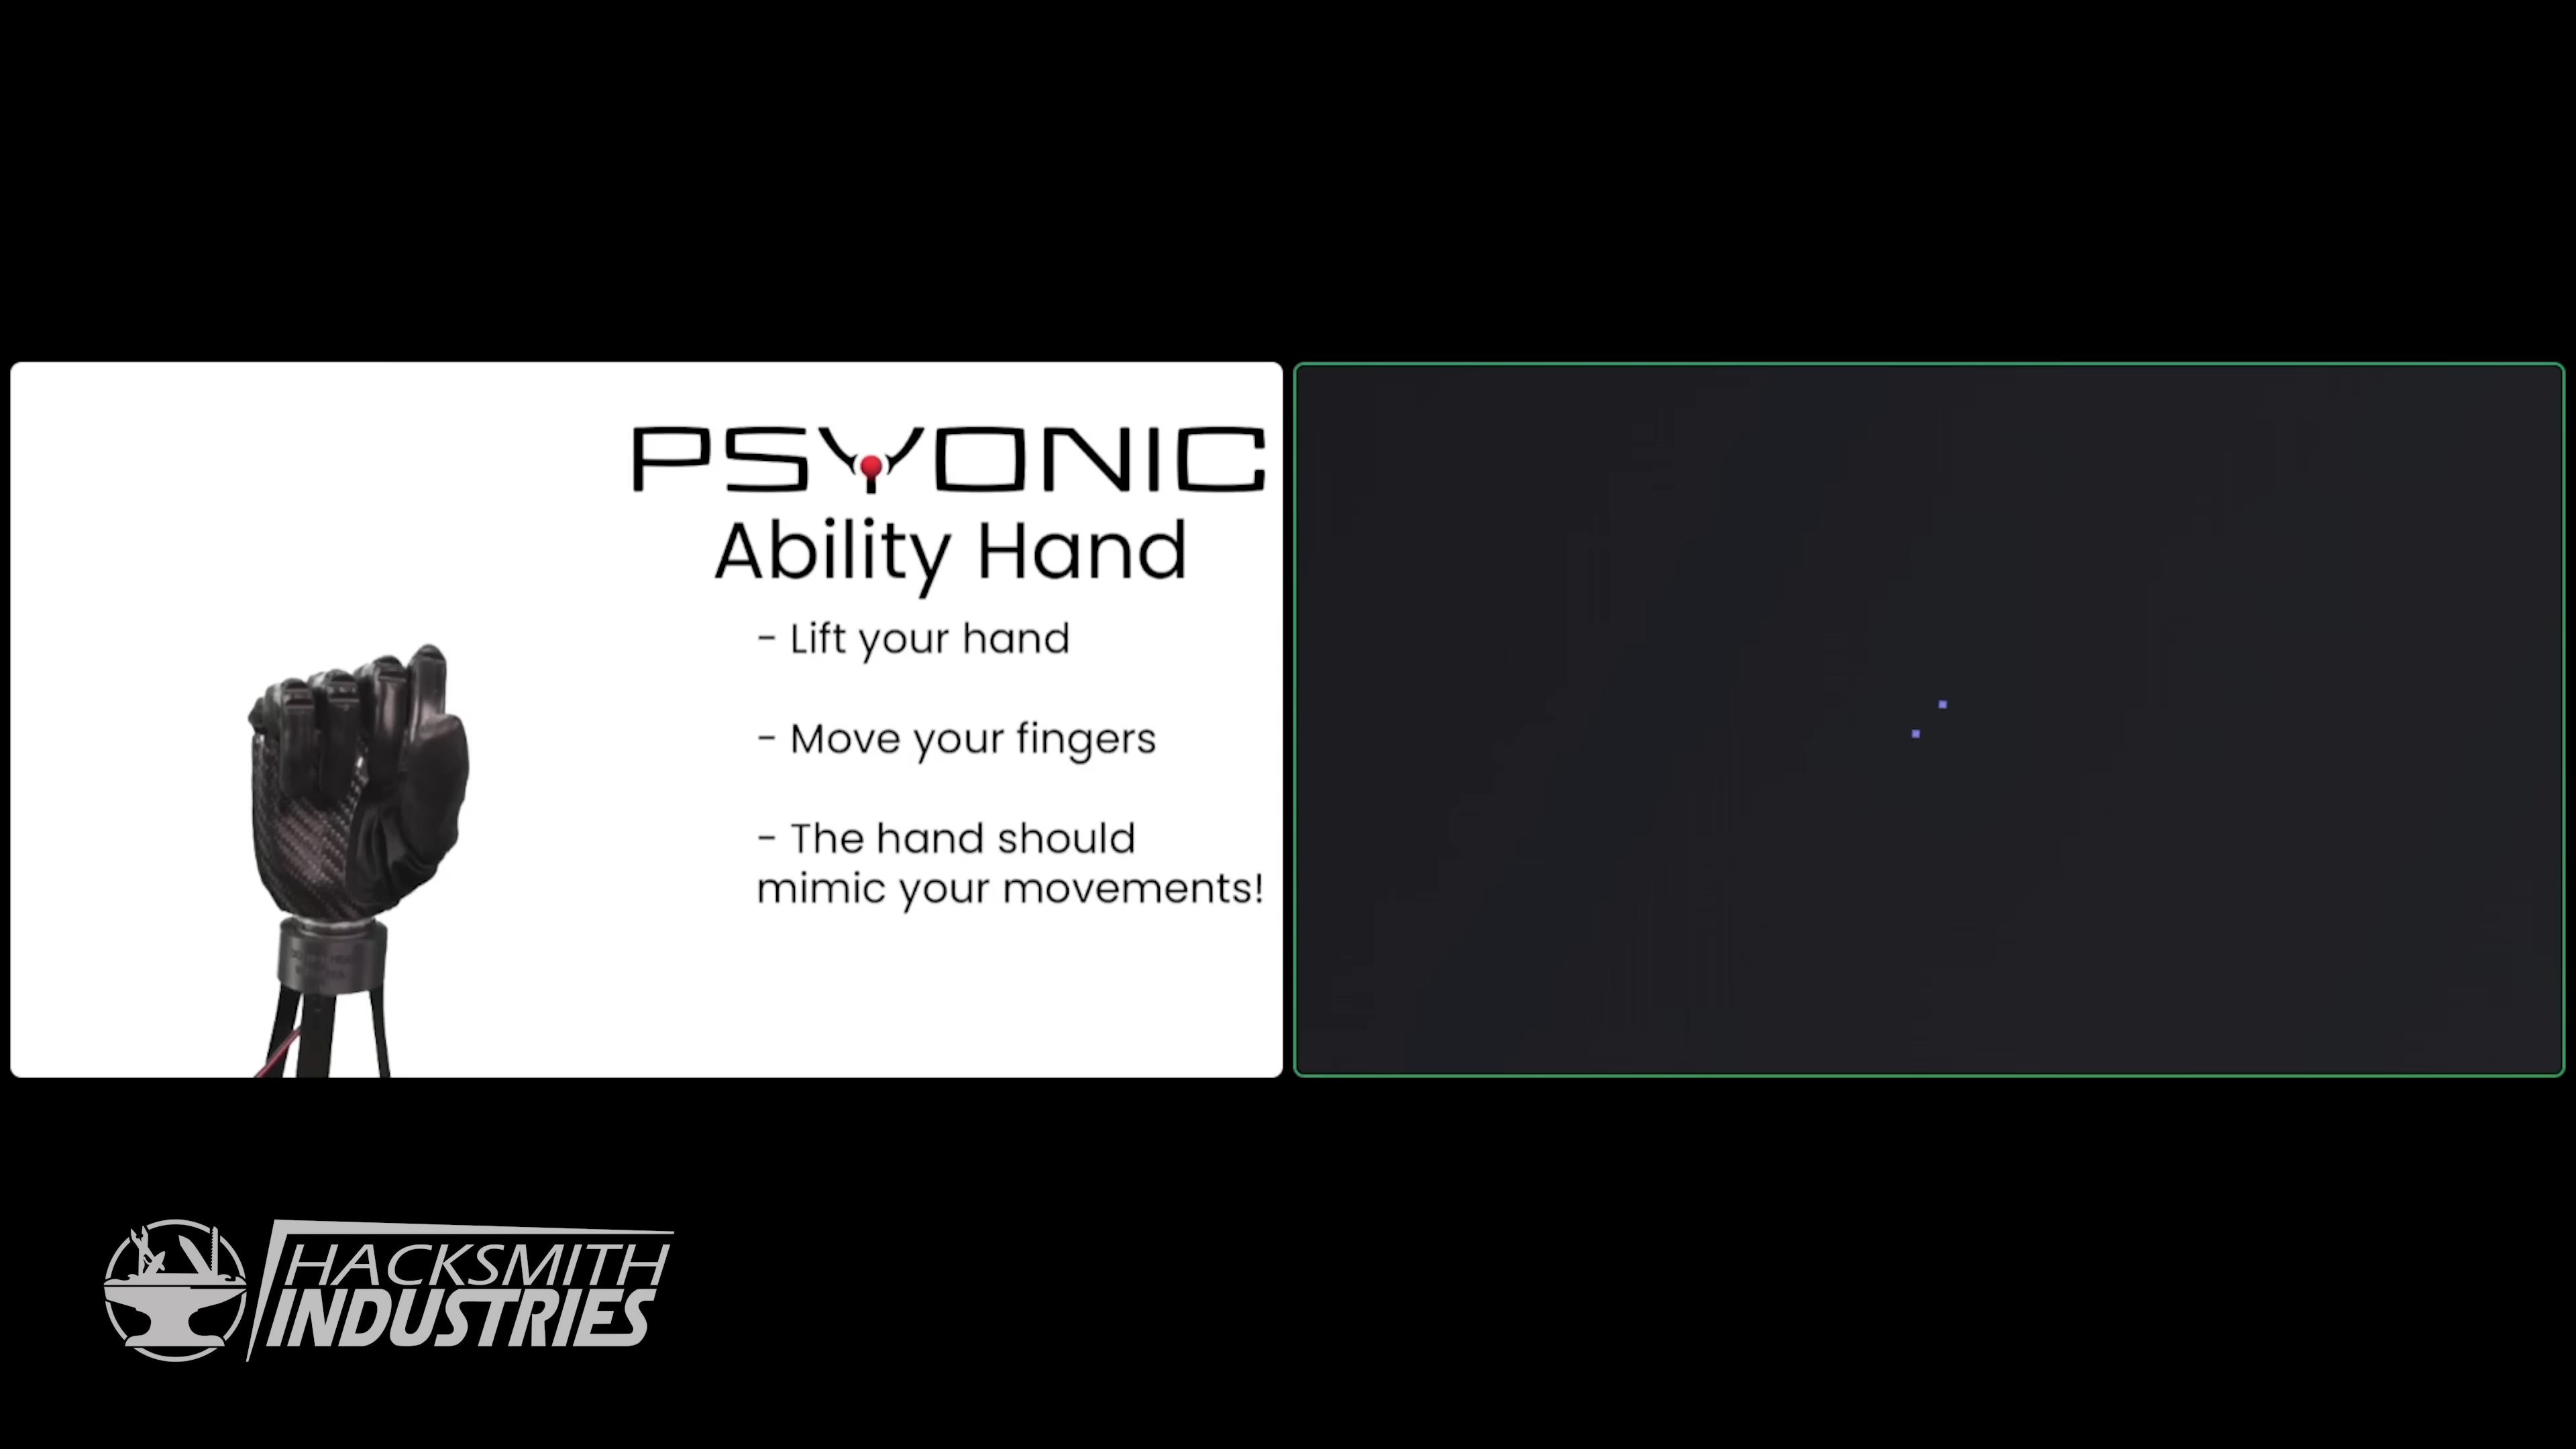 PSYONIC
Ability Hand
- Lift your hand
- Move your fingers
- The hand should
mimic your movements!
HACKSMITH
INDUSTRIES